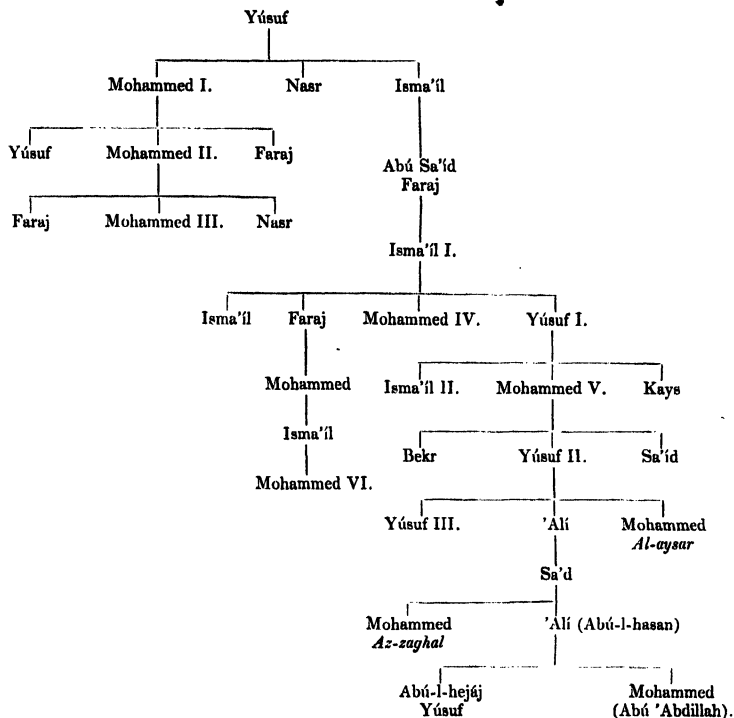 Yúsuf
Mohammed I. Nasr Isma'íl
Yúsuf Mohammed II. Faraj
Abú Sa'íd
Faraj
Faraj Mohammed III. Nasr
Isma'íl I.
Isma'íl Faraj Mohammed IV. Yúsuf I.
Mohammed Isma'íl II. Mohammed V. Kays
Isma'íl
Bekr Yúsuf II. Sa'íd
Mohammed VI.
Yúsuf III. 'Alí Mohammed
Al-aysar
Sa'd
Mohammed 'Alí (Abú-l-hasan)
Az-zaghal
Abú-l-hejáj Mohammed
Yúsuf (Abú 'Abdillah).